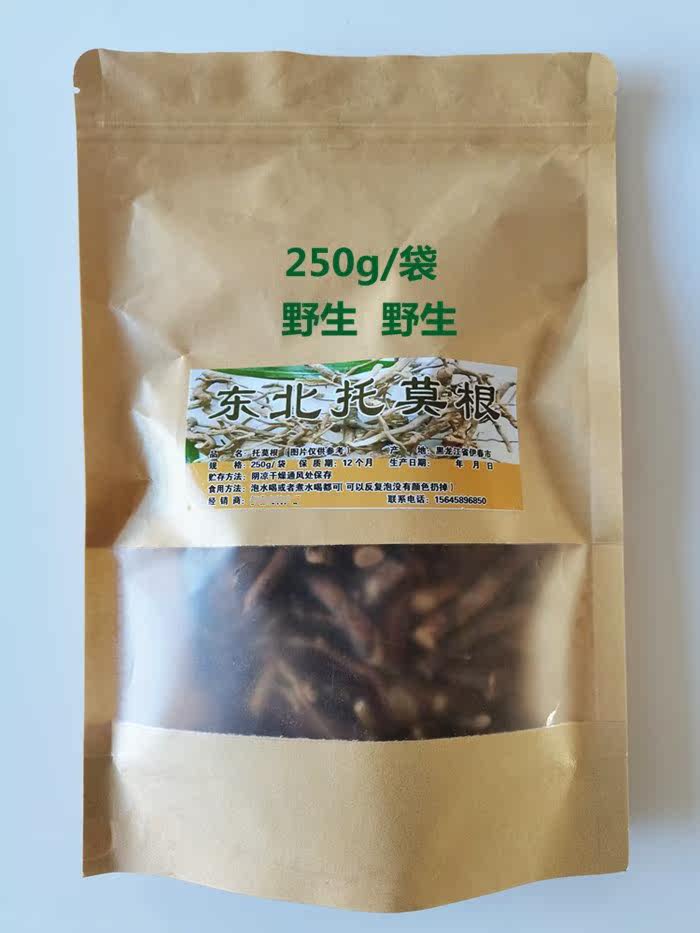 250g/袋
野生 野生
东北托莫根
品 名：托莫根 [图片仅供参考] 产 地：黑龙江省伊春市
规 格：250g/袋 保 质 期：12个月 生产日期： 年 月 日
贮存方法：阴凉干燥通风处保存
食用方法：泡水喝或者煮水喝都可[可以反复泡没有颜色扔掉]
经 销 商： 联系电话：15645896850